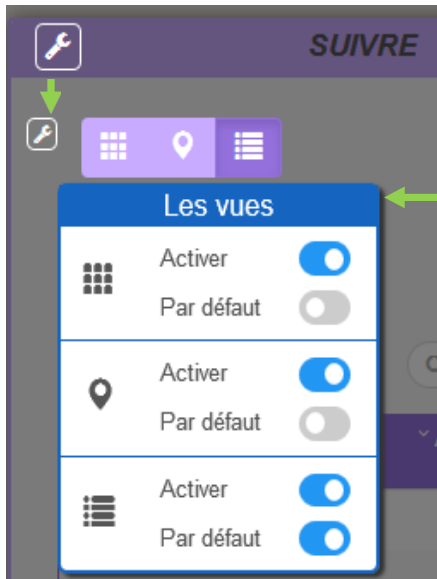 SUIVRE
Les vues
Activer
Par défaut
Activer
Par défaut
Activer
Par défaut